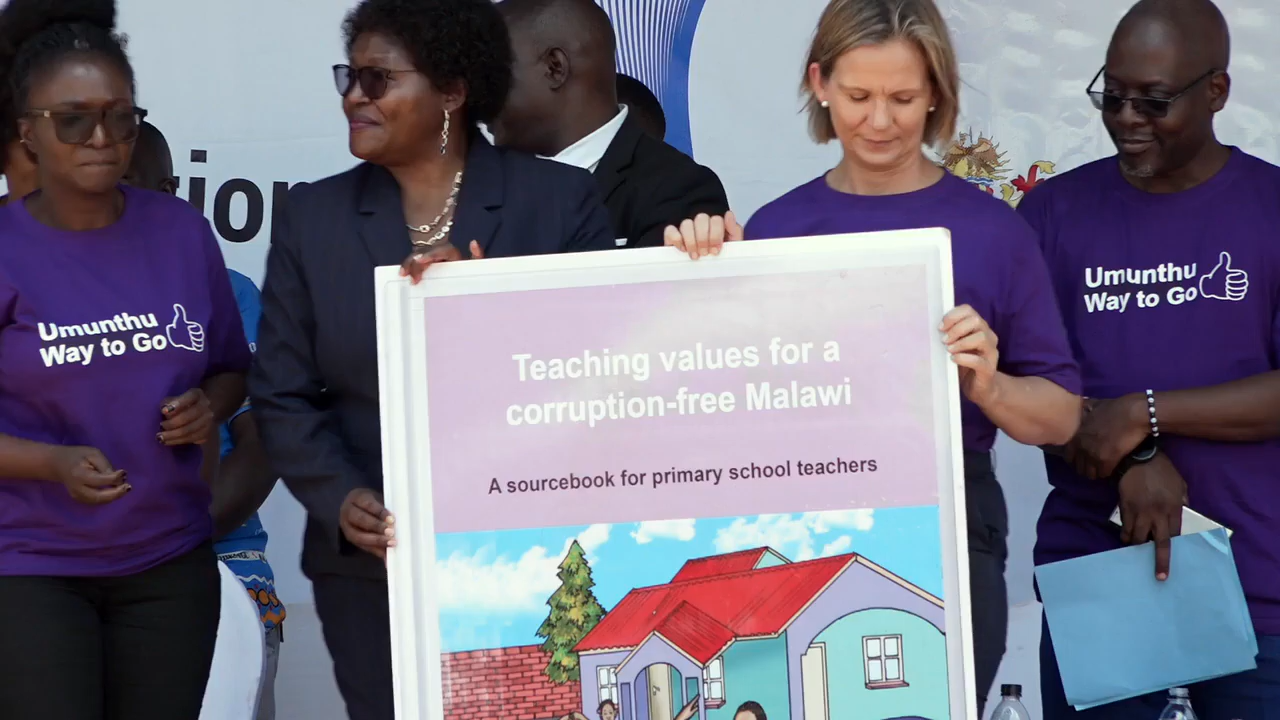 tion
Umunthu
Way to Go
Umunthu
Way to Go
Teaching values for a
corruption-free Malawi
A sourcebook for primary school teachers